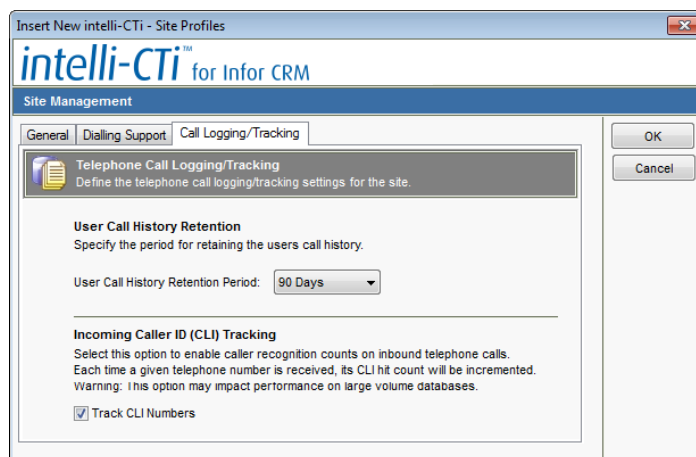 Insert New intelli-CTi - Site Profiles
intelli-CTi™ for Infor CRM
Site Management
General Dialling Support Call Logging/Tracking
OK
Cancel
Telephone Call Logging/Tracking
Define the telephone call logging/tracking settings for the site.
User Call History Retention
Specify the period for retaining the users call history.
User Call History Retention Period: 90 Days
Incoming Caller ID (CLI) Tracking
Select this option to enable caller recognition counts on inbound telephone calls.
Each time a given telephone number is received, its CLI hit count will be incremented.
Warning: This option may impact performance on large volume databases.
Track CLI Numbers